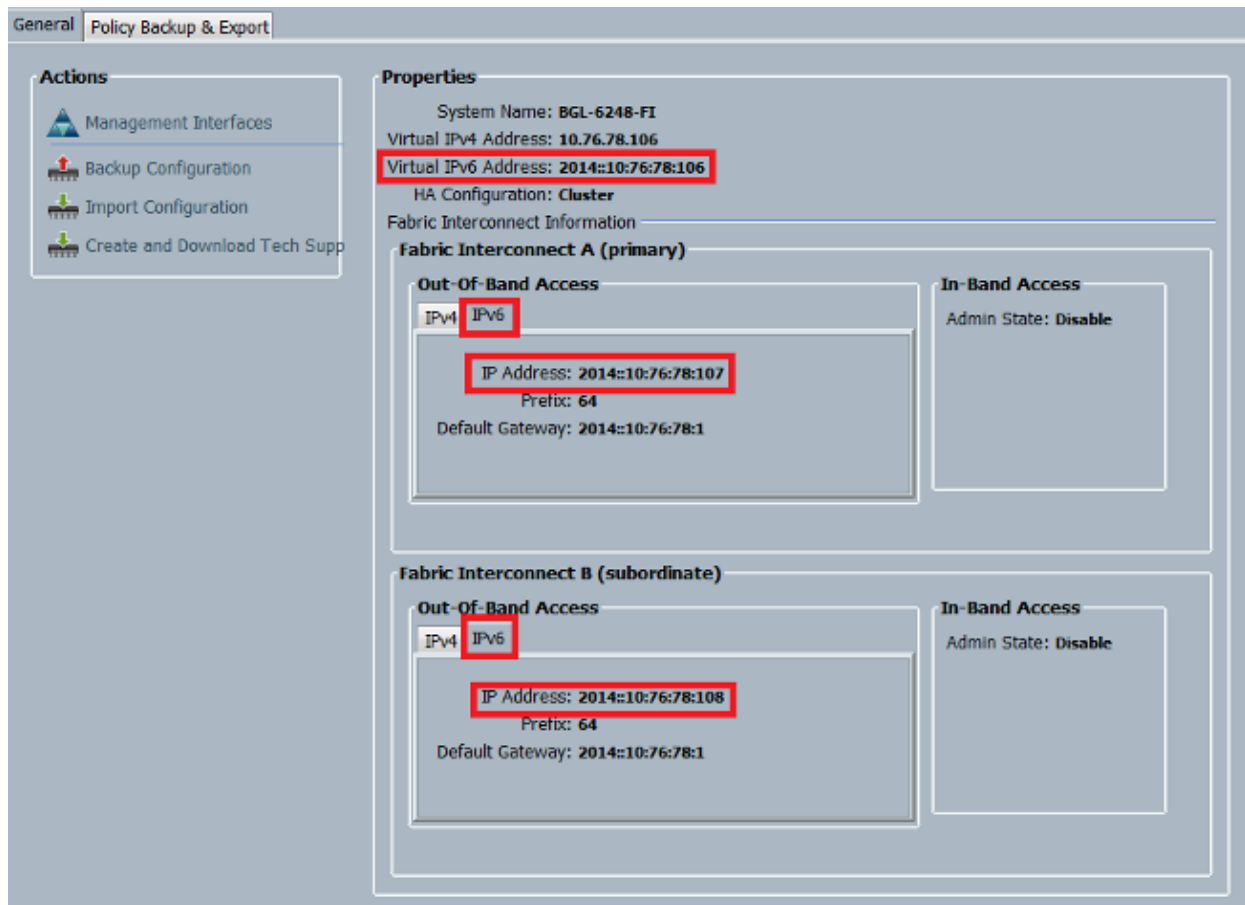 General Policy Backup & Export
Actions
Management Interfaces
Backup Configuration
Import Configuration
Create and Download Tech Supp
Properties
System Name: BGL-6248-FI
Virtual IPv4 Address: 10.76.78.106
Virtual IPv6 Address: 2014::10:76:78:106
HA Configuration: Cluster
Fabric Interconnect Information
Fabric Interconnect A (primary)
Out-Of-Band Access
IPv4 IPv6
IP Address: 2014::10:76:78:107
Prefix: 64
Default Gateway: 2014::10:76:78:1
In-Band Access
Admin State: Disable
Fabric Interconnect B (subordinate)
Out-Of-Band Access
IPv4 IPv6
IP Address: 2014::10:76:78:108
Prefix: 64
Default Gateway: 2014::10:76:78:1
In-Band Access
Admin State: Disable